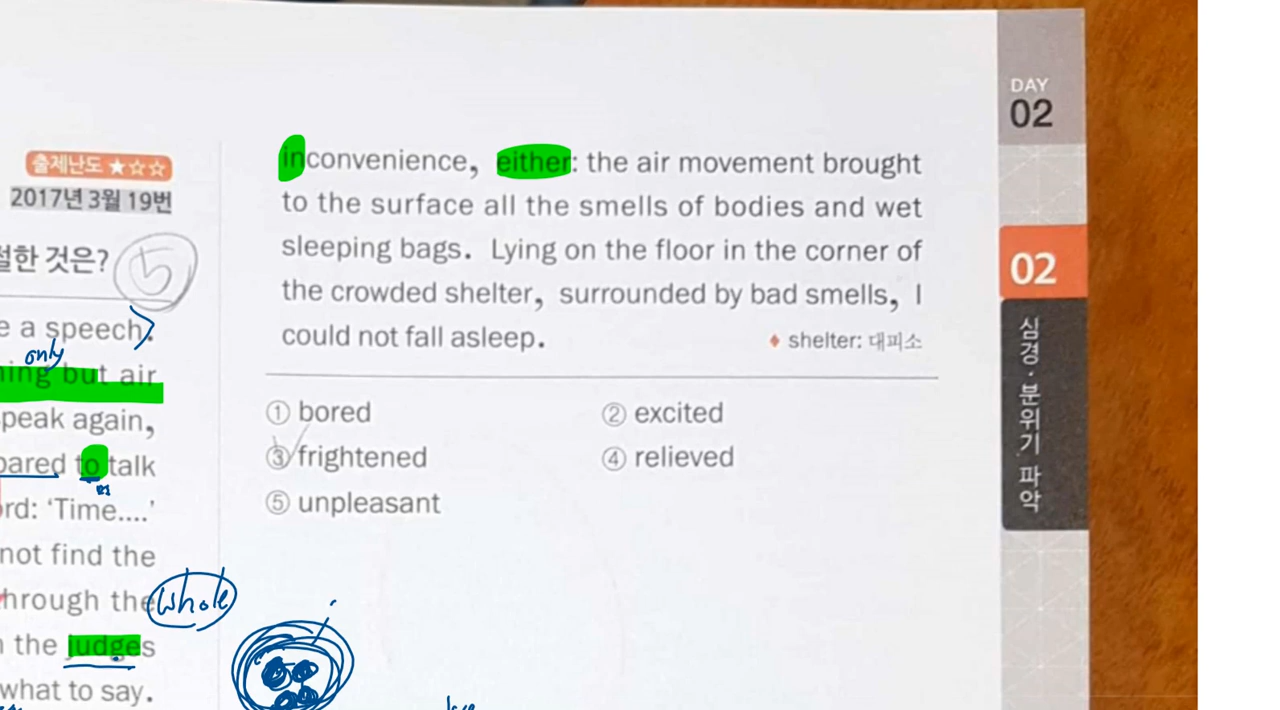 출제난도 ★☆☆
2017년 3월 19번
절한 것은?
5
e a speech.
only
ning but air
peak again,
pared to talk
rd: 'Time....'
not find the
hrough the whole
n the judges
what to say.
inconvenience, either: the air movement brought
to the surface all the smells of bodies and wet
sleeping bags. Lying on the floor in the corner of
the crowded shelter, surrounded by bad smells, I
could not fall asleep.
♦ shelter: 대피소
① bored ② excited
③ frightened ④ relieved
⑤ unpleasant
DAY
02
02
심경·분위기 파악